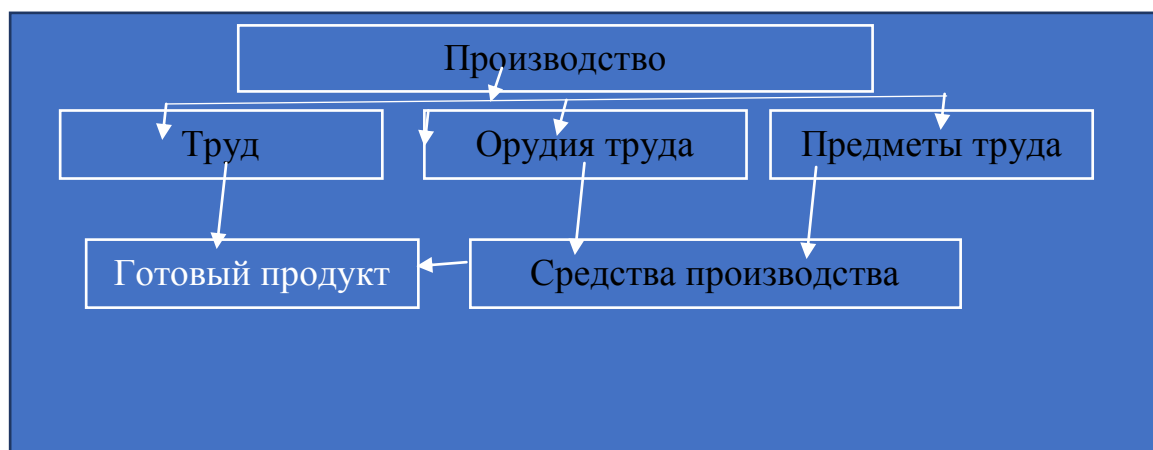 Производство
Труд
Орудия труда
Предметы труда
Готовый продукт
Средства производства